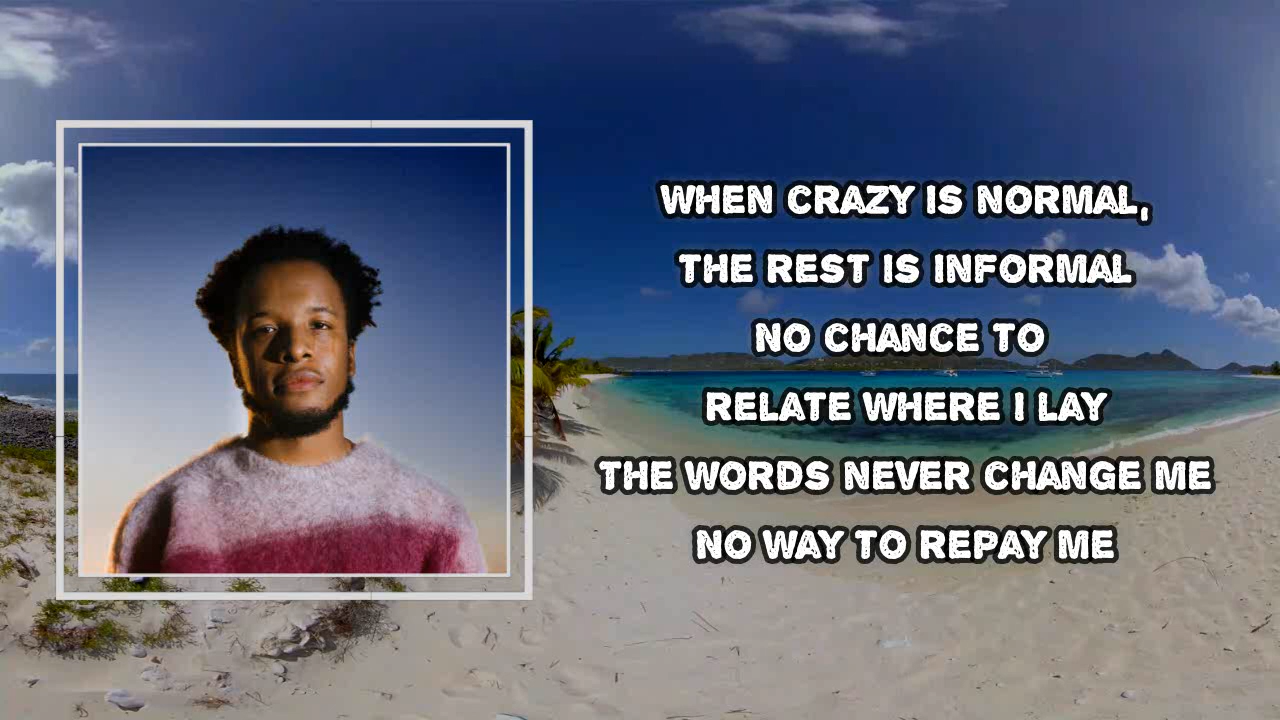 WHEN CRAZY IS NORMAL,
THE REST IS INFORMAL
NO CHANCE TO
RELATE WHERE I LAY
THE WORDS NEVER CHANGE ME
NO WAY TO REPAY ME